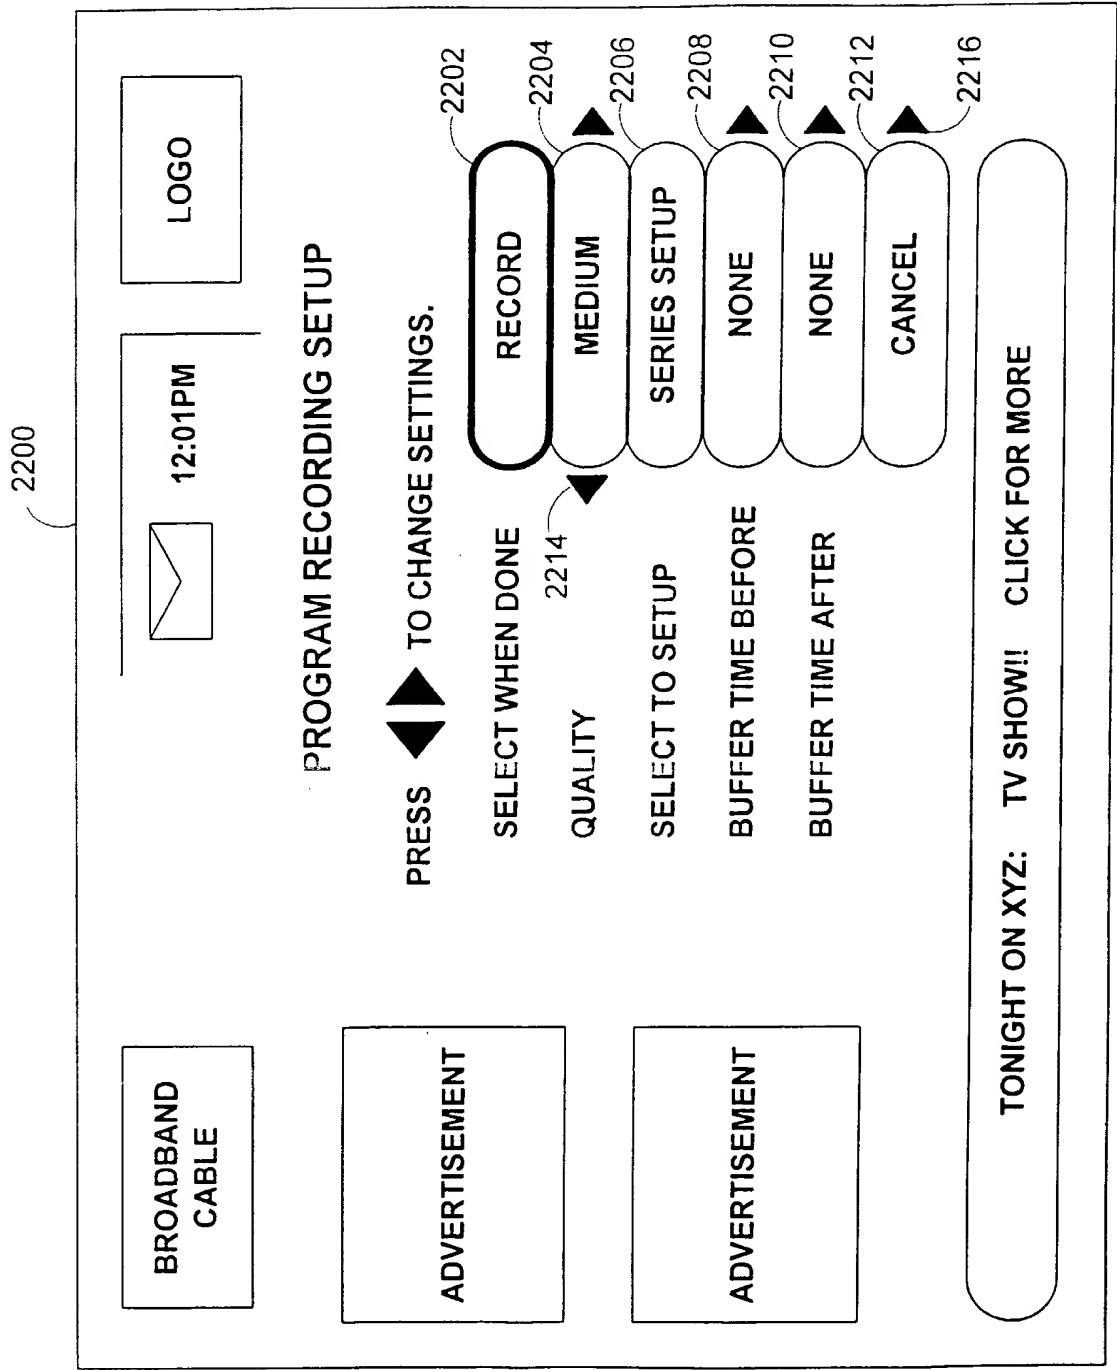 2200
BROADBAND
CABLE
12:01PM
LOGO
PROGRAM RECORDING SETUP
PRESS ◀ ▶ TO CHANGE SETTINGS.
ADVERTISEMENT
SELECT WHEN DONE RECORD 2202
QUALITY 2214 MEDIUM 2204
SELECT TO SETUP SERIES SETUP 2206
BUFFER TIME BEFORE NONE 2208
BUFFER TIME AFTER NONE 2210
CANCEL 2212
2216
ADVERTISEMENT
TONIGHT ON XYZ: TV SHOW!! CLICK FOR MORE